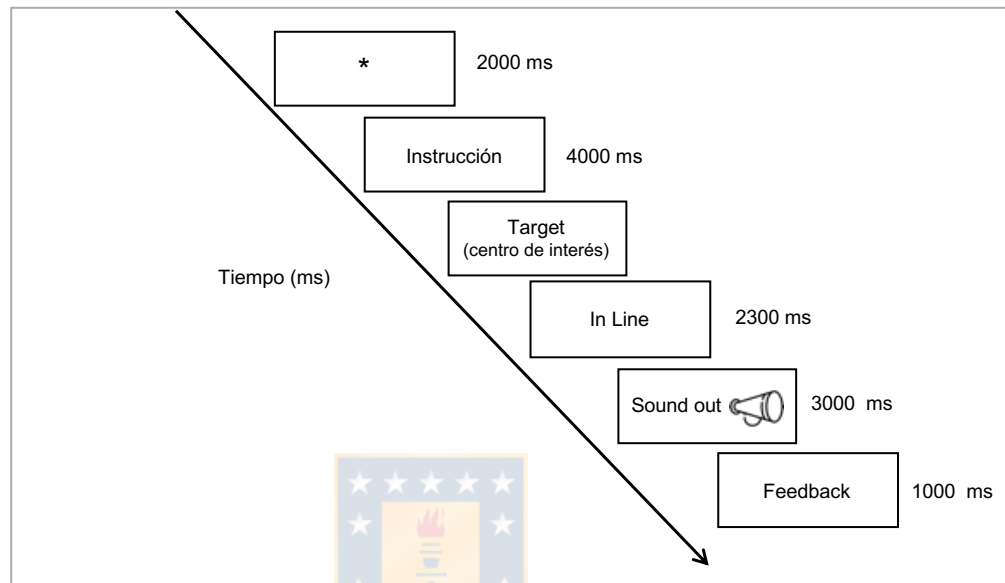 *
2000 ms
Instrucción
4000 ms
Target
(centro de interés)
Tiempo (ms)
In Line
2300 ms
Sound out
3000 ms
Feedback
1000 ms